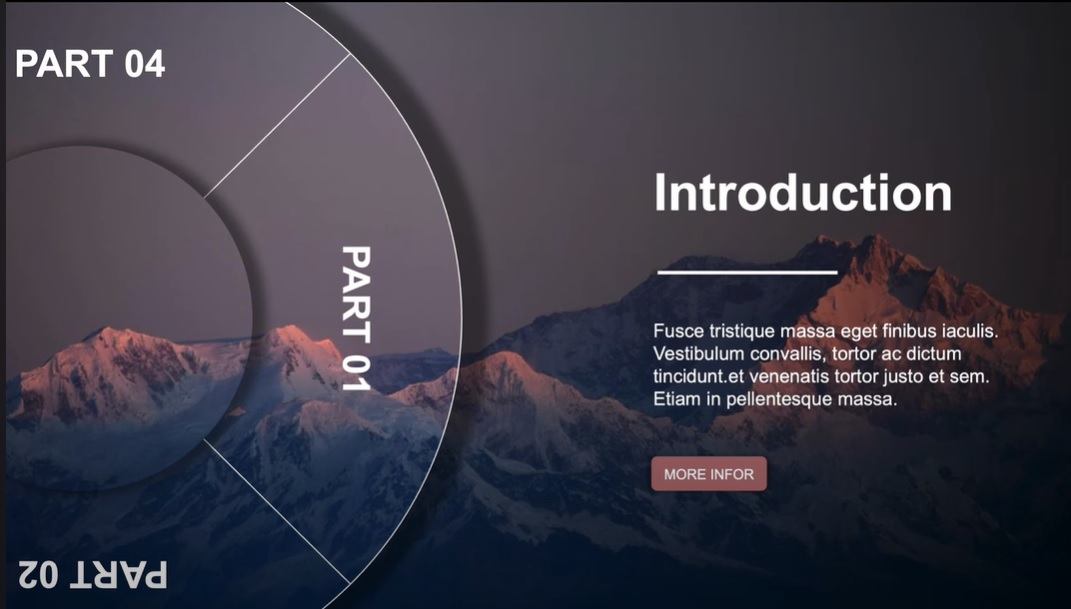 PART 04
PART 01
PART 02
Introduction
Fusce tristique massa eget finibus iaculis.
Vestibulum convallis, tortor ac dictum
tincidunt.et venenatis tortor justo et sem.
Etiam in pellentesque massa.
MORE INFOR